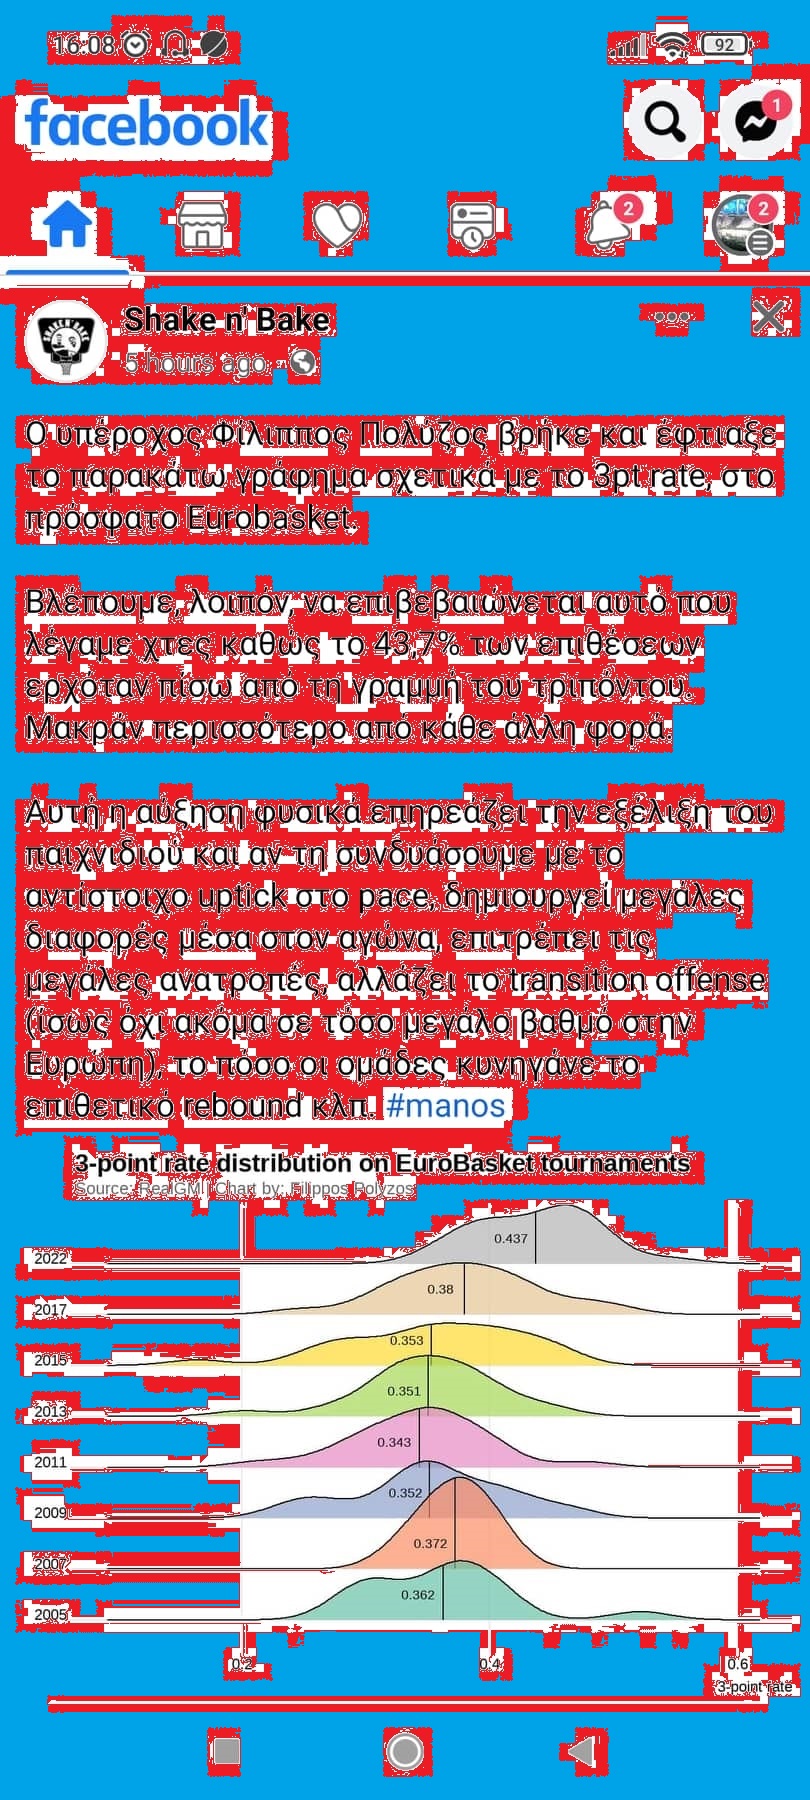 16:08
92
facebook
1
2
2
Shake n' Bake
5 hours ago
Ο υπέροχος Φίλιππος Πολύζος βρήκε και έφτιαξε
το παρακάτω γράφημα σχετικά με το 3pt rate, στο
πρόσφατο Eurobasket.
Βλέπουμε, λοιπόν, να επιβεβαιώνεται αυτό που
λέγαμε χτες καθώς το 43,7% των επιθέσεων
ερχόταν πίσω από τη γραμμή του τριπόντου.
Μακράν περισσότερο από κάθε άλλη φορά.
Αυτή η αύξηση φυσικά επηρεάζει την εξέλιξη του
παιχνιδιού και αν τη συνδυάσουμε με το
αντίστοιχο uptick στο pace, δημιουργεί μεγάλες
διαφορές μέσα στον αγώνα, επιτρέπει τις
μεγάλες ανατροπές, αλλάζει το transition offense
(ίσως όχι ακόμα σε τόσο μεγάλο βαθμό στην
Ευρώπη), το πόσο οι ομάδες κυνηγάνε το
επιθετικό rebound κλπ. #manos
3-point rate distribution on EuroBasket tournaments
Source: RealGM | Chart by: Filippos Polyzos
2022 0.437
2017 0.38
2015 0.353
2013 0.351
2011 0.343
2009 0.352
2007 0.372
2005 0.362
0.2 0.4 0.6
3-point rate